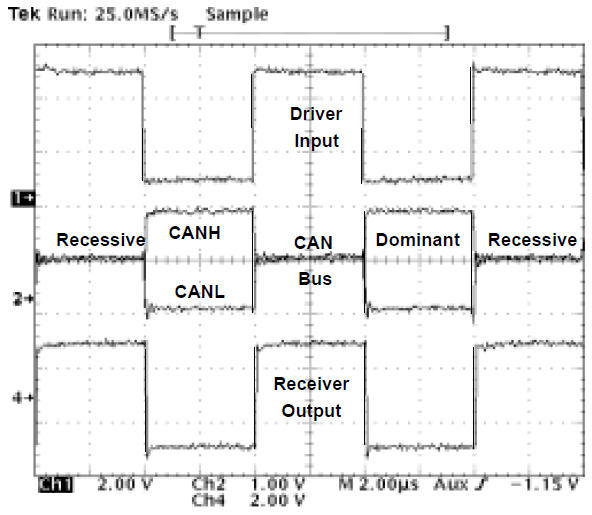 Tek Run: 25.0MS/s Sample
[ T ]
Driver
Input
1→
Recessive CANH CAN Dominant Recessive
Bus
CANL
2→
Receiver
4→
Output
Ch1 2.00 V Ch2 1.00 V M 2.00µs Aux ∫ -1.15 V
Ch4 2.00 V